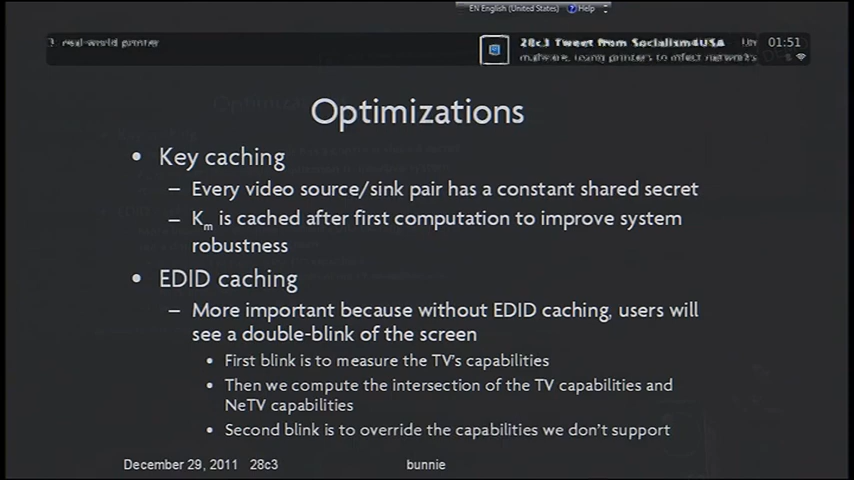 EN English (United States) Help
real-world printer
28c3 Tweet from Socialism4USA
01:51
malware, using printers to infect networks
Optimizations
• Key caching
– Every video source/sink pair has a constant shared secret
– Km is cached after first computation to improve system
robustness
• EDID caching
– More important because without EDID caching, users will
see a double-blink of the screen
• First blink is to measure the TV's capabilities
• Then we compute the intersection of the TV capabilities and
NeTV capabilities
• Second blink is to override the capabilities we don't support
December 29, 2011 28c3
bunnie